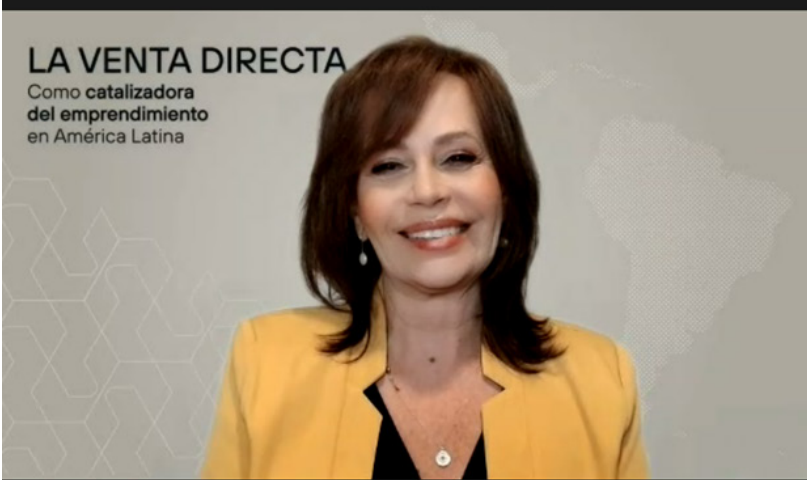 LA VENTA DIRECTA
Como catalizadora
del emprendimiento
en América Latina